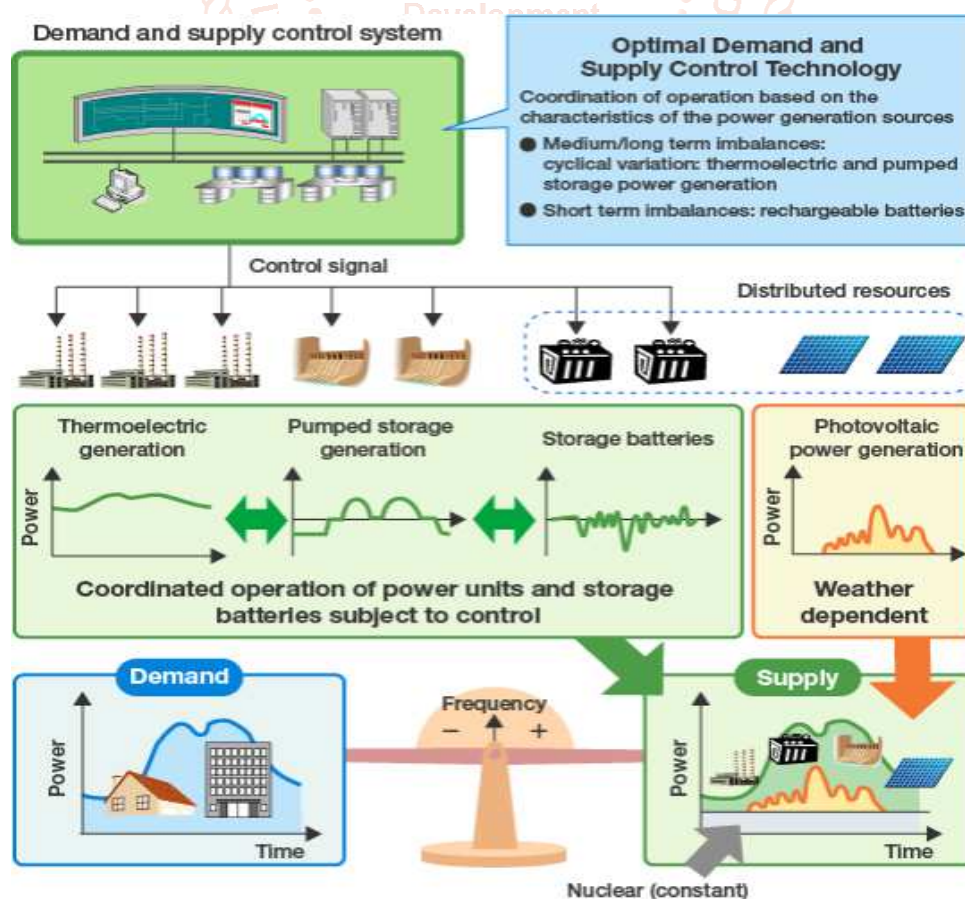 Development
Demand and supply control system
Optimal Demand and
Supply Control Technology
Coordination of operation based on the
characteristics of the power generation sources
● Medium/long term imbalances:
cyclical variation: thermoelectric and pumped
storage power generation
● Short term imbalances: rechargeable batteries
Control signal
Distributed resources
Thermoelectric
generation
Pumped storage
generation
Storage batteries
Photovoltaic
power generation
Power
Power
Coordinated operation of power units and storage
batteries subject to control
Weather
dependent
Demand
Power
Time
Frequency
− +
Supply
Power
Time
Nuclear (constant)